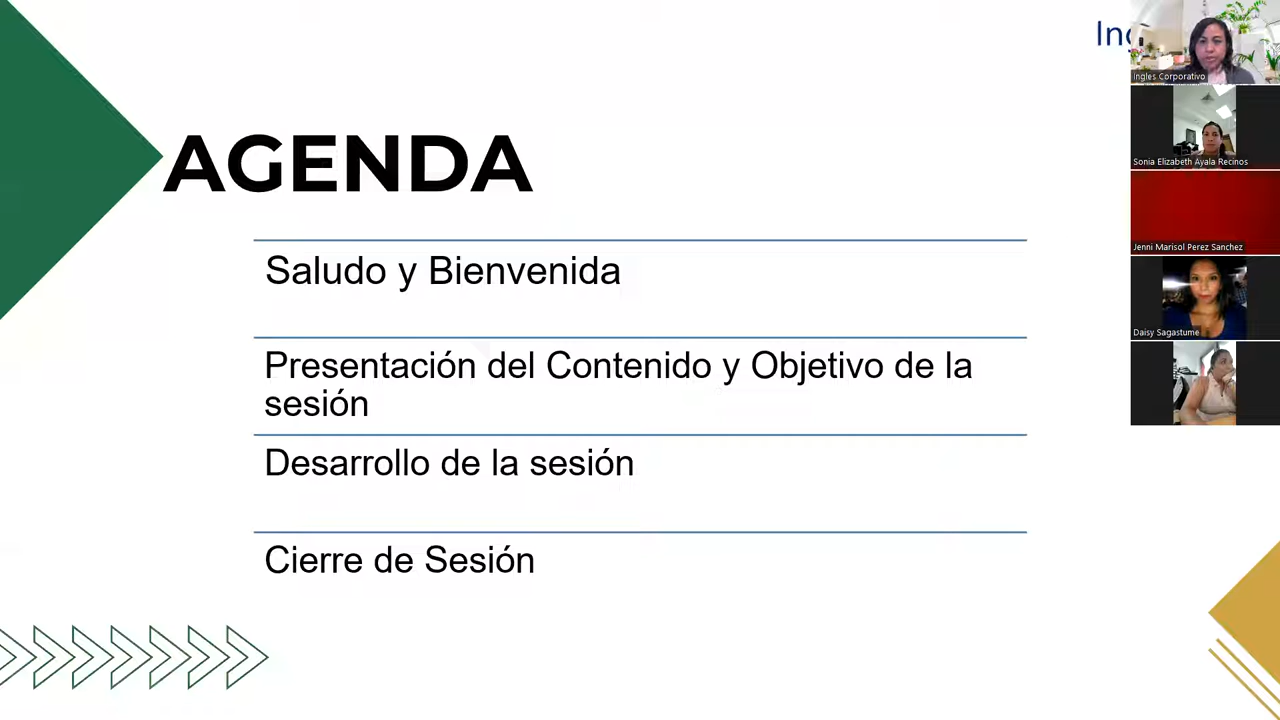 AGENDA
Saludo y Bienvenida
Presentación del Contenido y Objetivo de la
sesión
Desarrollo de la sesión
Cierre de Sesión
Ingles Corporativo
Sonia Elizabeth Ayala Recinos
Jenni Marisol Perez Sanchez
Daisy Sagastume